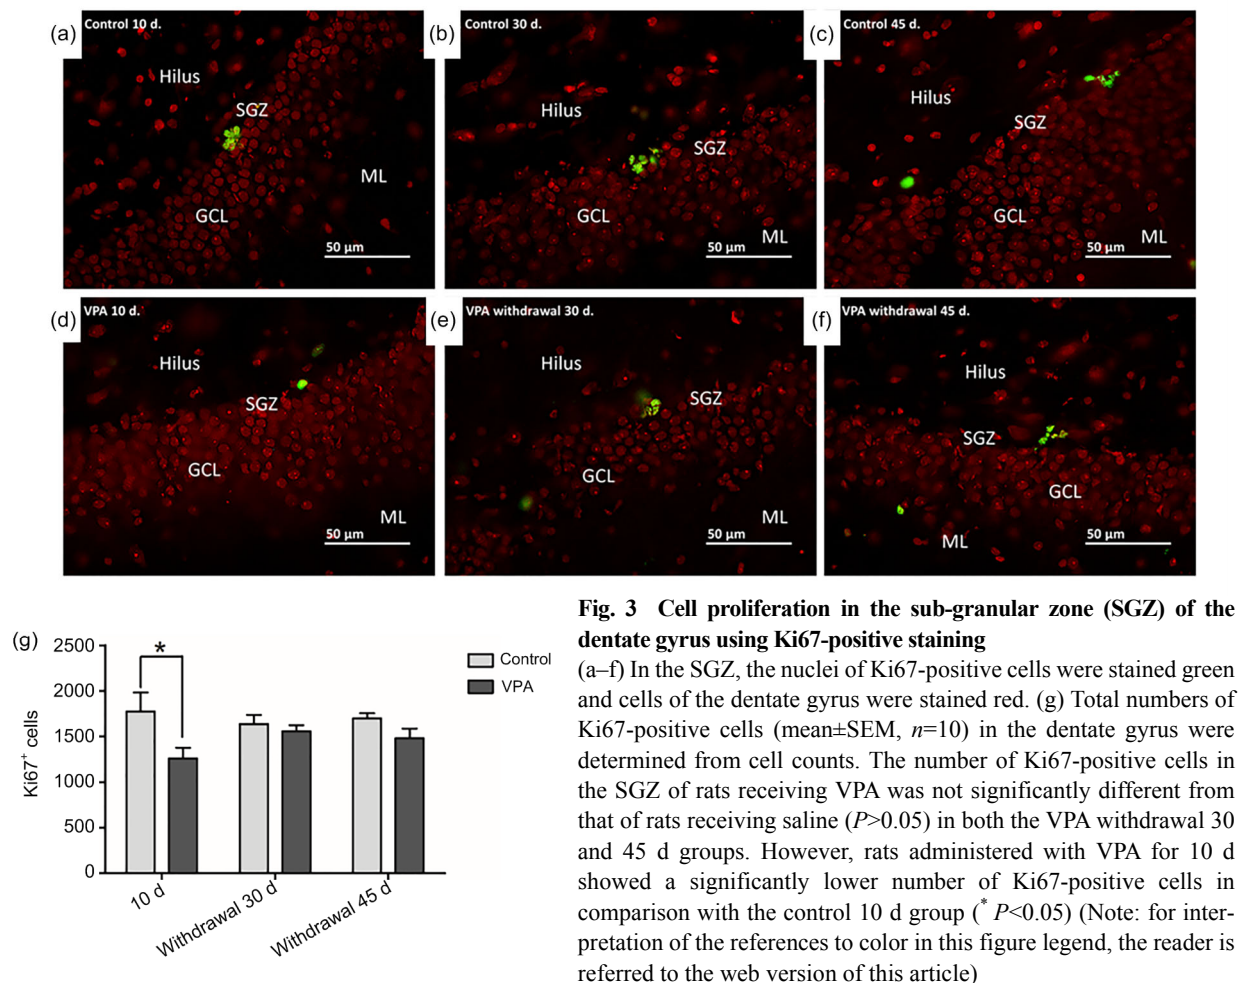 (a) Control 10 d.
Hilus
SGZ
ML
GCL
50 µm
(b) Control 30 d.
Hilus
SGZ
GCL
ML
50 µm
(c) Control 45 d.
Hilus
SGZ
GCL
ML
50 µm
(d) VPA 10 d.
Hilus
SGZ
GCL
ML
50 µm
(e) VPA withdrawal 30 d.
Hilus
SGZ
GCL
ML
50 µm
(f) VPA withdrawal 45 d.
Hilus
SGZ
GCL
ML
50 µm
(g)
Ki67⁺ cells
2500
2000
1500
1000
500
0
*
Control
VPA
10 d
Withdrawal 30 d
Withdrawal 45 d
Fig. 3 Cell proliferation in the sub-granular zone (SGZ) of the
dentate gyrus using Ki67-positive staining
(a–f) In the SGZ, the nuclei of Ki67-positive cells were stained green
and cells of the dentate gyrus were stained red. (g) Total numbers of
Ki67-positive cells (mean±SEM, n=10) in the dentate gyrus were
determined from cell counts. The number of Ki67-positive cells in
the SGZ of rats receiving VPA was not significantly different from
that of rats receiving saline (P>0.05) in both the VPA withdrawal 30
and 45 d groups. However, rats administered with VPA for 10 d
showed a significantly lower number of Ki67-positive cells in
comparison with the control 10 d group (* P<0.05) (Note: for inter-
pretation of the references to color in this figure legend, the reader is
referred to the web version of this article)